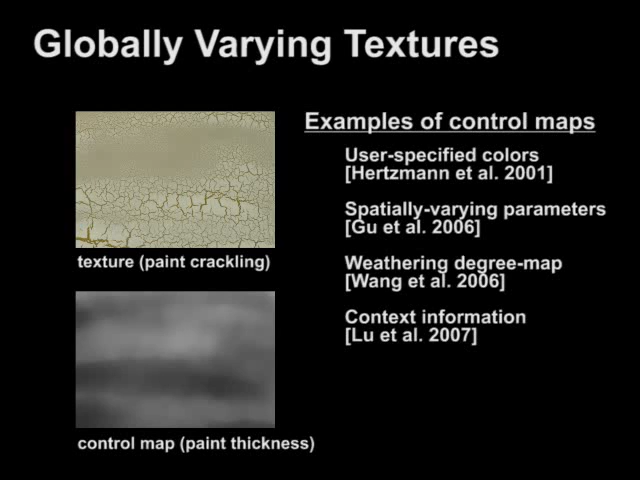 Globally Varying Textures
Examples of control maps
User-specified colors
[Hertzmann et al. 2001]
Spatially-varying parameters
[Gu et al. 2006]
Weathering degree-map
[Wang et al. 2006]
Context information
[Lu et al. 2007]
texture (paint crackling)
control map (paint thickness)